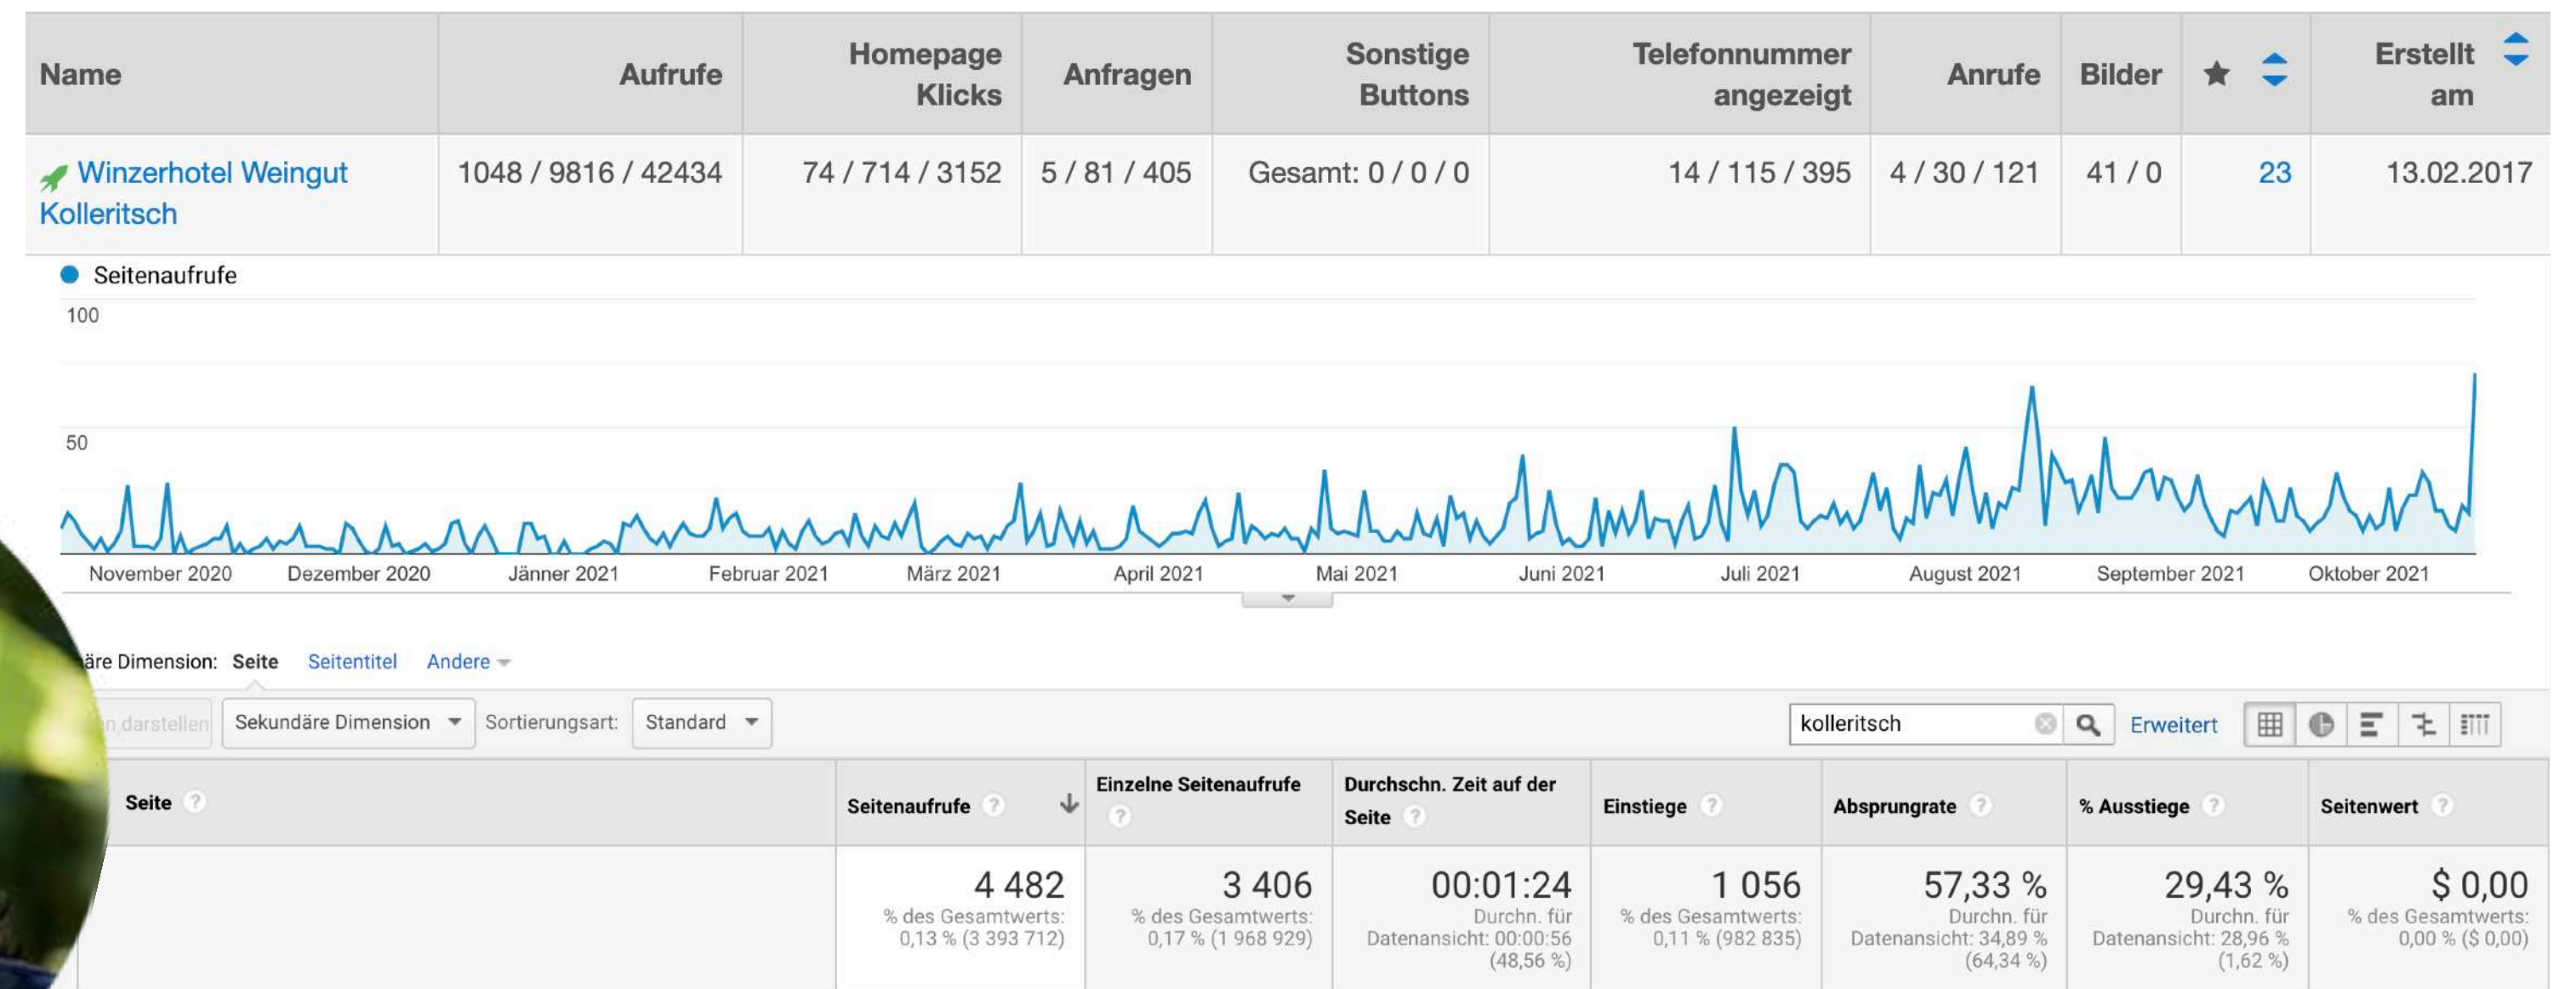 Name
Aufrufe
Homepage
Klicks
Anfragen
Sonstige
Buttons
Telefonnummer
angezeigt
Anrufe
Bilder
★
Erstellt
am
Winzerhotel Weingut
Kolleritsch
1048 / 9816 / 42434
74 / 714 / 3152
5 / 81 / 405
Gesamt: 0 / 0 / 0
14 / 115 / 395
4 / 30 / 121
41 / 0
23
13.02.2017
Seitenaufrufe
100
50
November 2020
Dezember 2020
Jänner 2021
Februar 2021
März 2021
April 2021
Mai 2021
Juni 2021
Juli 2021
August 2021
September 2021
Oktober 2021
äre Dimension: Seite Seitentitel Andere
n darstellen
Sekundäre Dimension
Sortierungsart:
Standard
kolleritsch
Erweitert
Seite ?
Seitenaufrufe ?
Einzelne Seitenaufrufe
?
Durchschn. Zeit auf der
Seite ?
Einstiege ?
Absprungrate ?
% Ausstiege ?
Seitenwert ?
4 482
% des Gesamtwerts:
0,13 % (3 393 712)
3 406
% des Gesamtwerts:
0,17 % (1 968 929)
00:01:24
Durchn. für
Datenansicht: 00:00:56
(48,56 %)
1 056
% des Gesamtwerts:
0,11 % (982 835)
57,33 %
Durchn. für
Datenansicht: 34,89 %
(64,34 %)
29,43 %
Durchn. für
Datenansicht: 28,96 %
(1,62 %)
$ 0,00
% des Gesamtwerts:
0,00 % ($ 0,00)